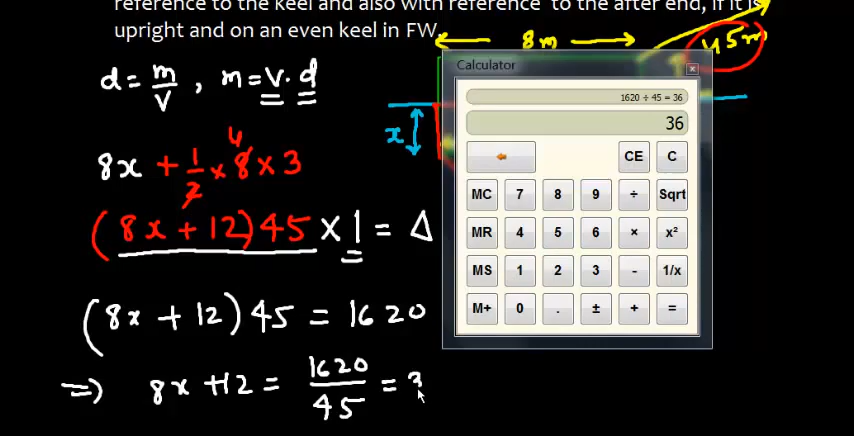 reference to the keel and also with reference to the after end, if it is
upright and on an even keel in FW.
8m
45m
d = m/V , m = V. d
x
8x + 1/2 x 8 4 x 3
(8x + 12) 45 x 1 = Δ
(8x + 12) 45 = 1620
=> 8x + 12 = 1620/45 = 3
Calculator
1620 ÷ 45 = 36
36
CE C
MC 7 8 9 ÷ Sqrt
MR 4 5 6 × x²
MS 1 2 3 - 1/x
M+ 0 . ± + =